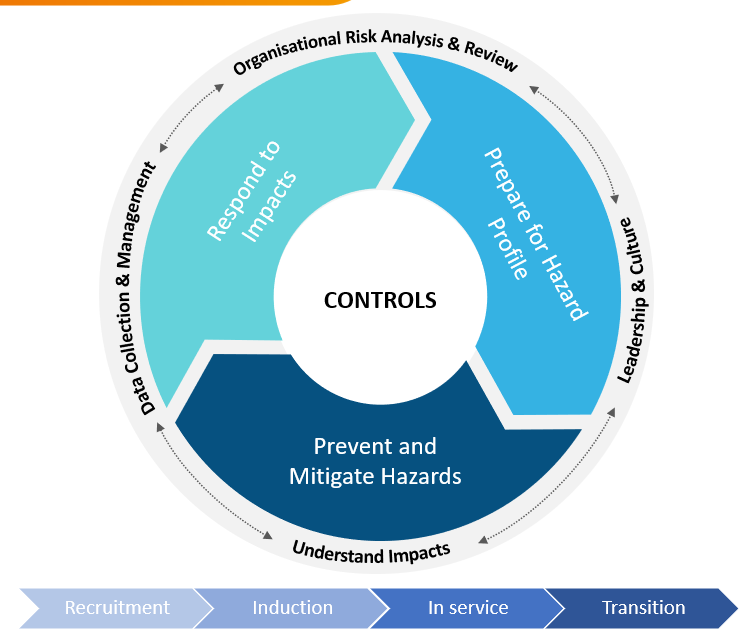 Organisational Risk Analysis & Review
Respond to
Impacts
Prepare for Hazard
Profile
Data Collection & Management
Leadership & Culture
CONTROLS
Prevent and
Mitigate Hazards
Understand Impacts
Recruitment
Induction
In service
Transition